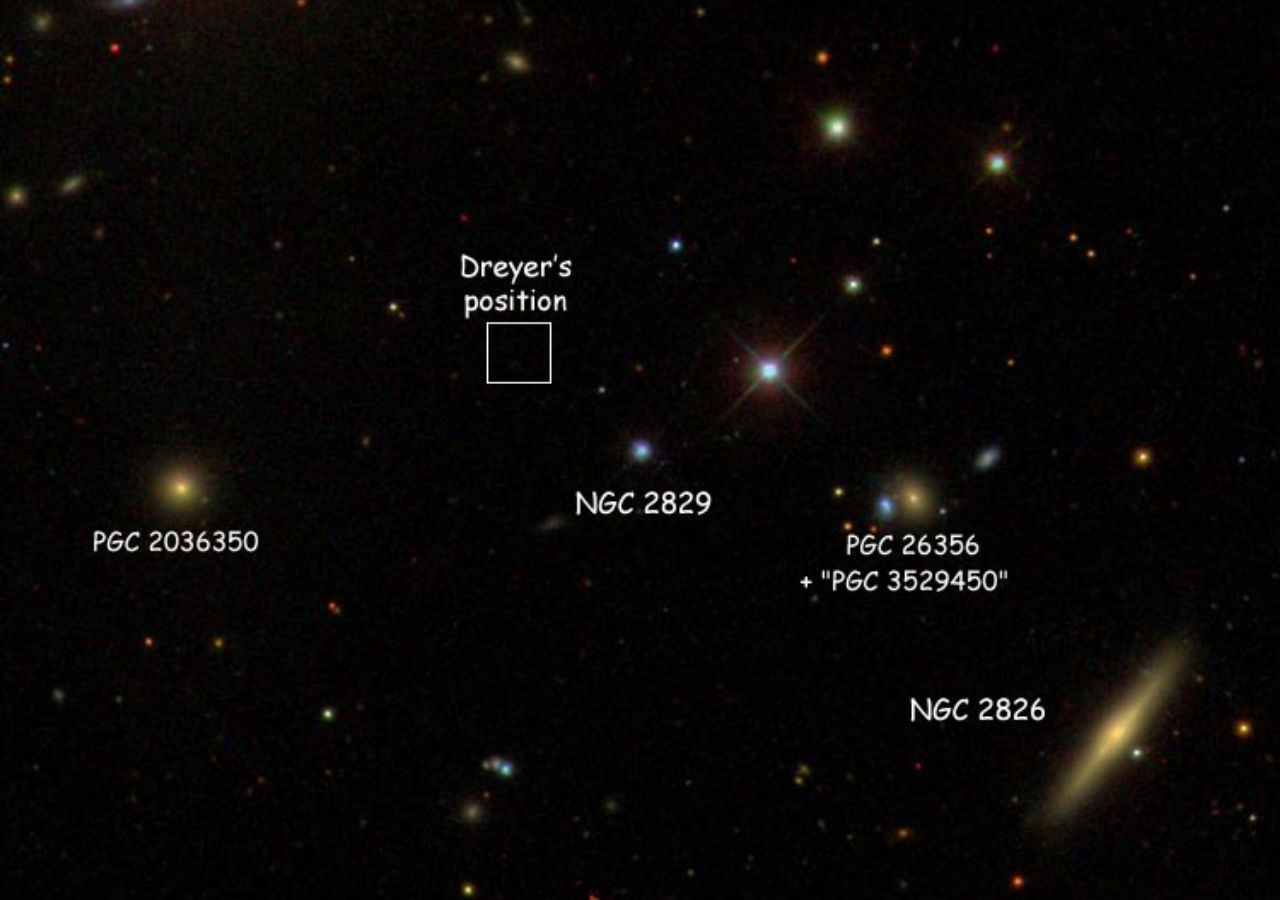 Dreyer's
position
NGC 2829
PGC 2036350
PGC 26356
+ "PGC 3529450"
NGC 2826